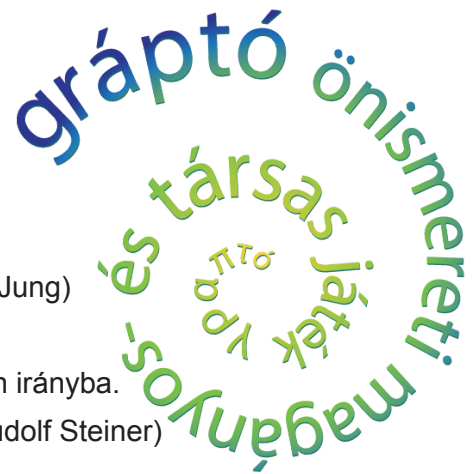 gráptó önismereti magányos- és társas játék γραπτό
Jung)
n irányba.
udolf Steiner)